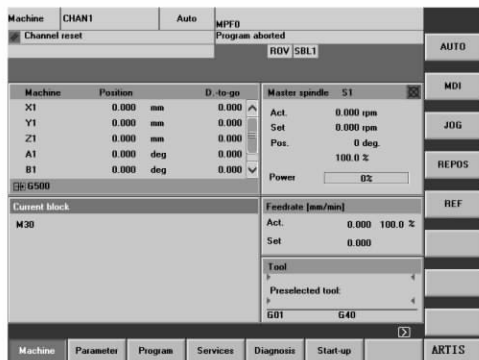 Machine CHAN1 Auto MPF0
Channel reset Program aborted
ROV SBL1
AUTO
Machine Position D.-to-go Master spindle S1
MDI
X1 0.000 mm 0.000
Act. 0.000 rpm
Y1 0.000 mm 0.000
Set 0.000 rpm
JOG
Z1 0.000 mm 0.000
Pos. 0 deg.
A1 0.000 deg 0.000
100.0 %
REPOS
B1 0.000 deg 0.000
Power 0%
G500
Current block Feedrate [mm/min]
REF
M30
Act. 0.000 100.0 %
Set 0.000
Tool
Preselected tool:
G01 G40
Machine Parameter Program Services Diagnosis Start-up ARTIS